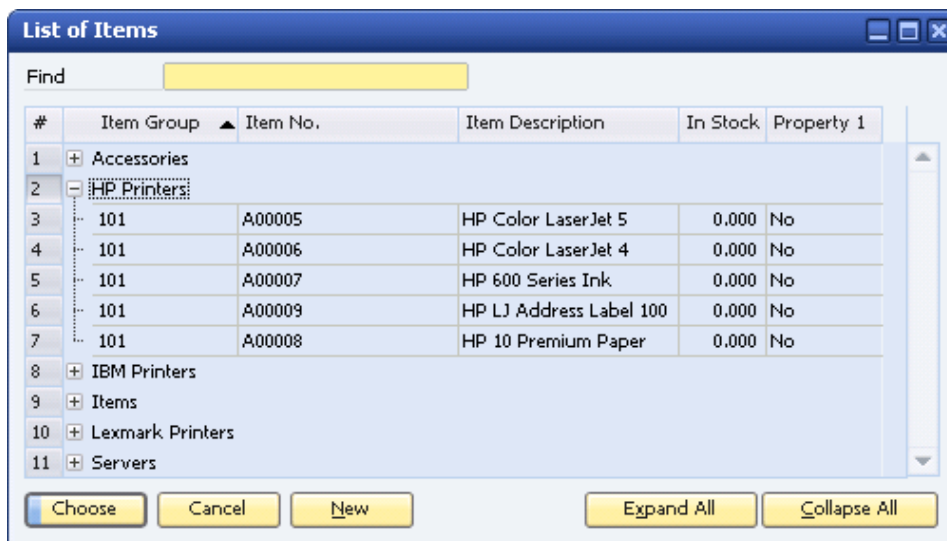 List of Items
Find
# Item Group Item No. Item Description In Stock Property 1
1 Accessories
2 HP Printers
3 101 A00005 HP Color LaserJet 5 0.000 No
4 101 A00006 HP Color LaserJet 4 0.000 No
5 101 A00007 HP 600 Series Ink 0.000 No
6 101 A00009 HP LJ Address Label 100 0.000 No
7 101 A00008 HP 10 Premium Paper 0.000 No
8 IBM Printers
9 Items
10 Lexmark Printers
11 Servers
Choose Cancel New Expand All Collapse All